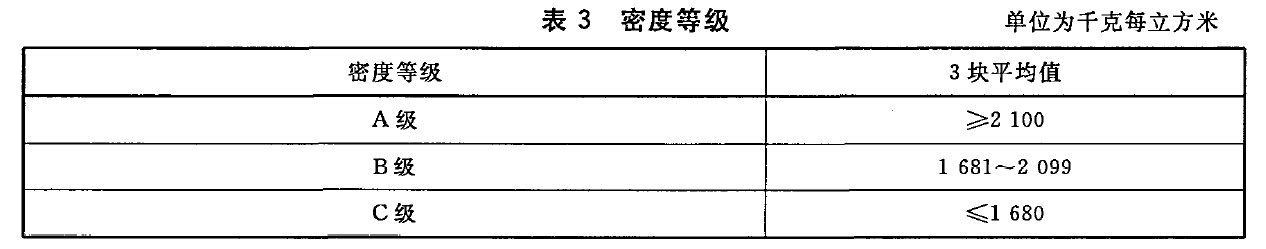 表 3 密度等级 单位为千克每立方米
密度等级 3 块平均值
A 级 ≥2 100
B 级 1 681~2 099
C 级 ≤1 680